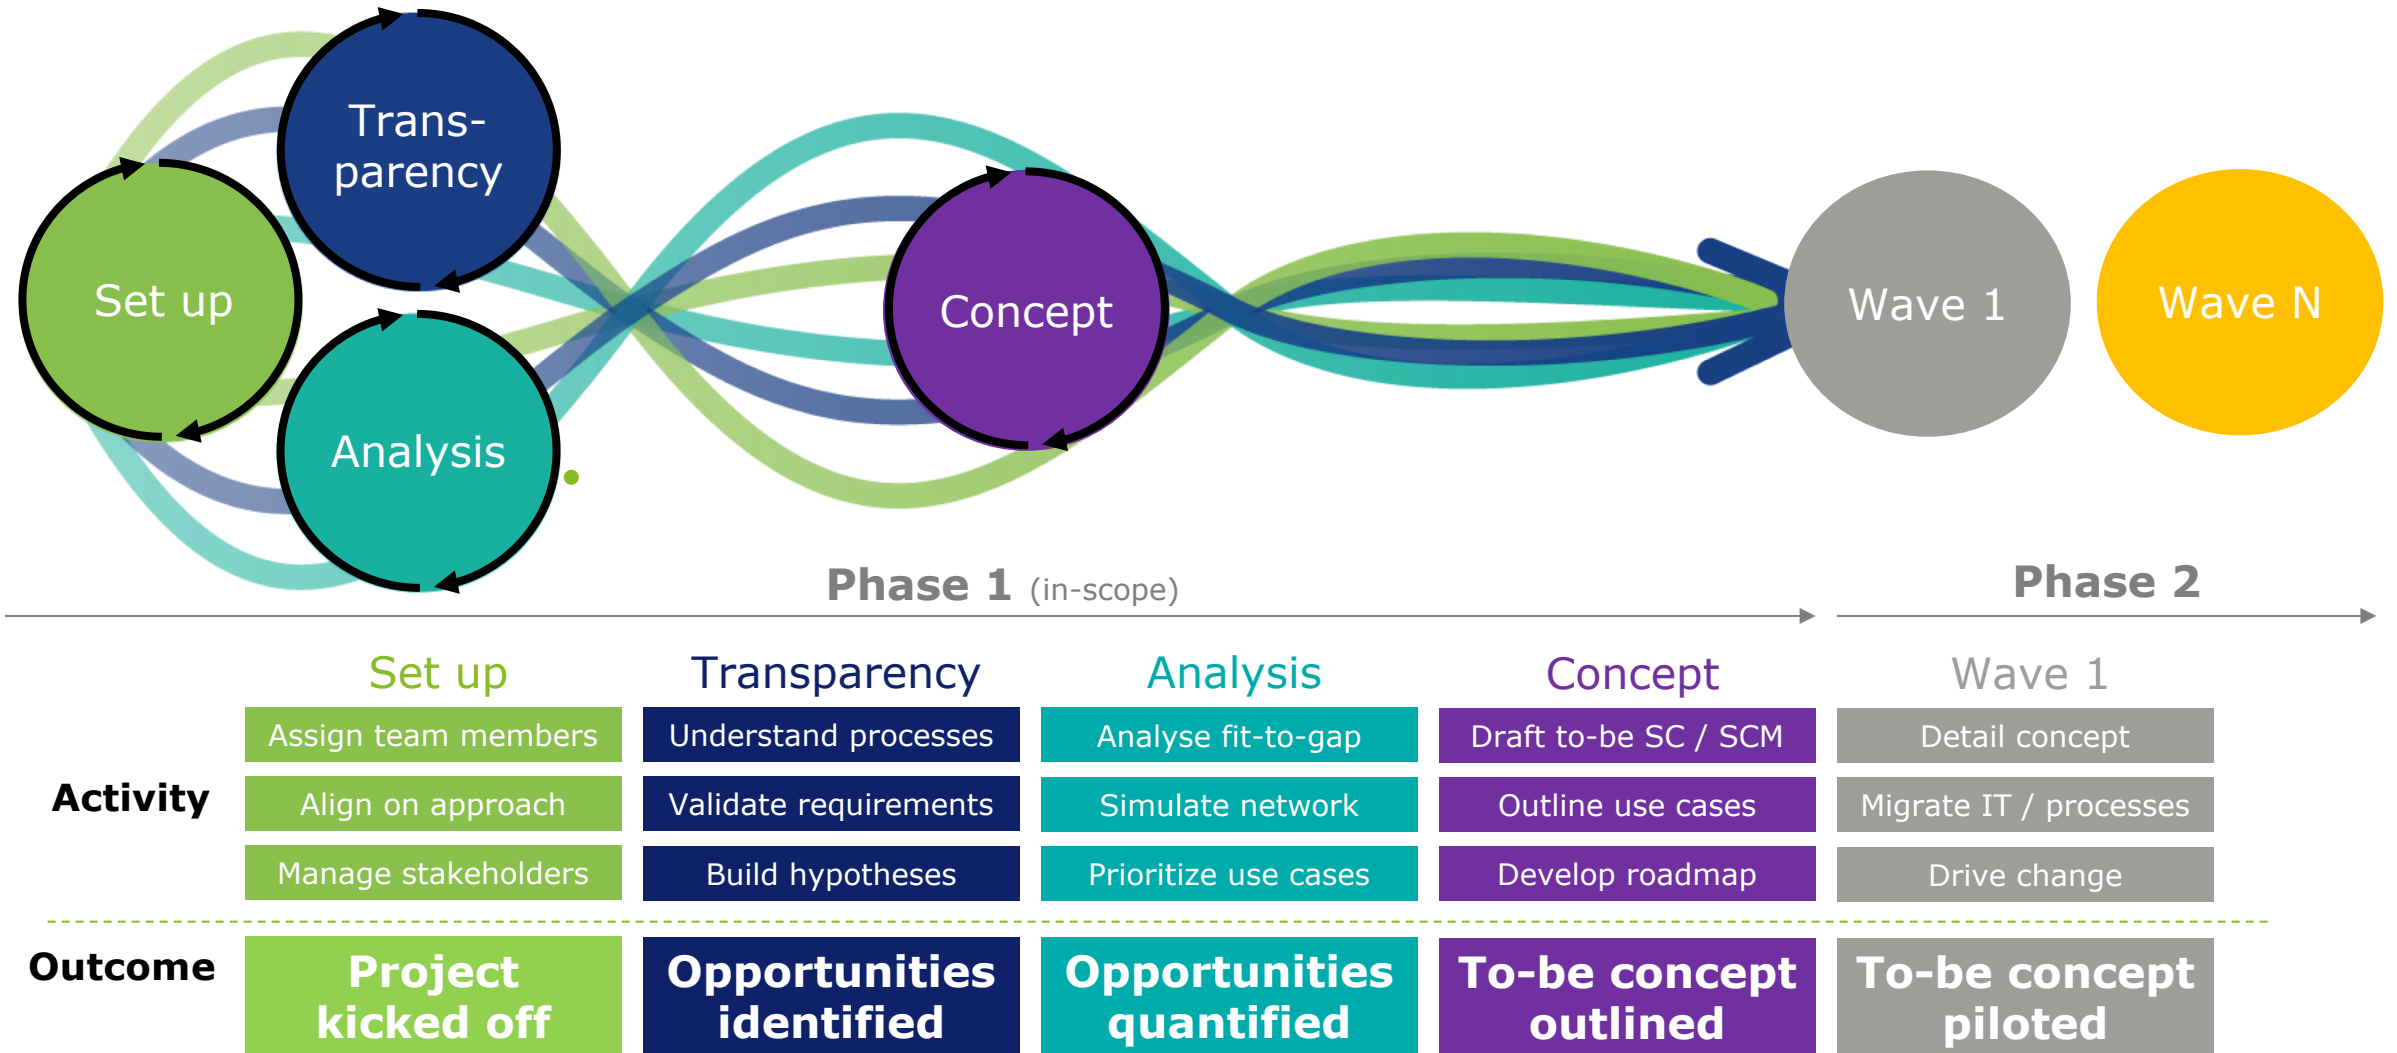 Trans-
parency
Set up
Analysis
Concept
Wave 1
Wave N
Phase 1 (in-scope)
Phase 2
Set up
Transparency
Analysis
Concept
Wave 1
Activity
Assign team members
Understand processes
Analyse fit-to-gap
Draft to-be SC / SCM
Detail concept
Align on approach
Validate requirements
Simulate network
Outline use cases
Migrate IT / processes
Manage stakeholders
Build hypotheses
Prioritize use cases
Develop roadmap
Drive change
Outcome
Project
kicked off
Opportunities
identified
Opportunities
quantified
To-be concept
outlined
To-be concept
piloted